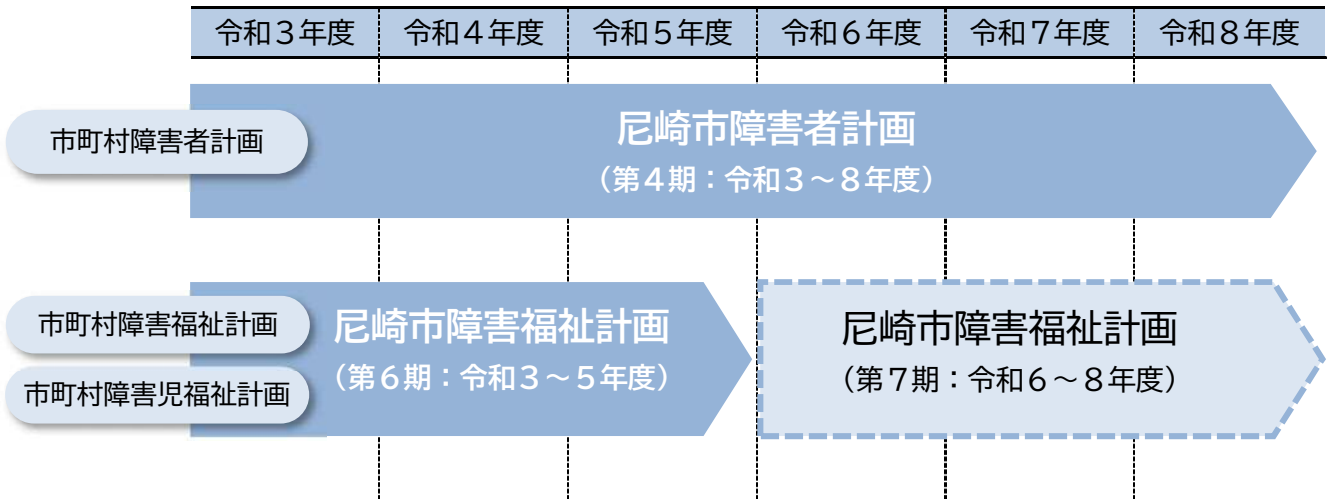 令和３年度 令和４年度 令和５年度 令和６年度 令和７年度 令和８年度
市町村障害者計画
尼崎市障害者計画
（第４期：令和３～８年度）
市町村障害福祉計画
市町村障害児福祉計画
尼崎市障害福祉計画
（第６期：令和３～５年度）
尼崎市障害福祉計画
（第７期：令和６～８年度）